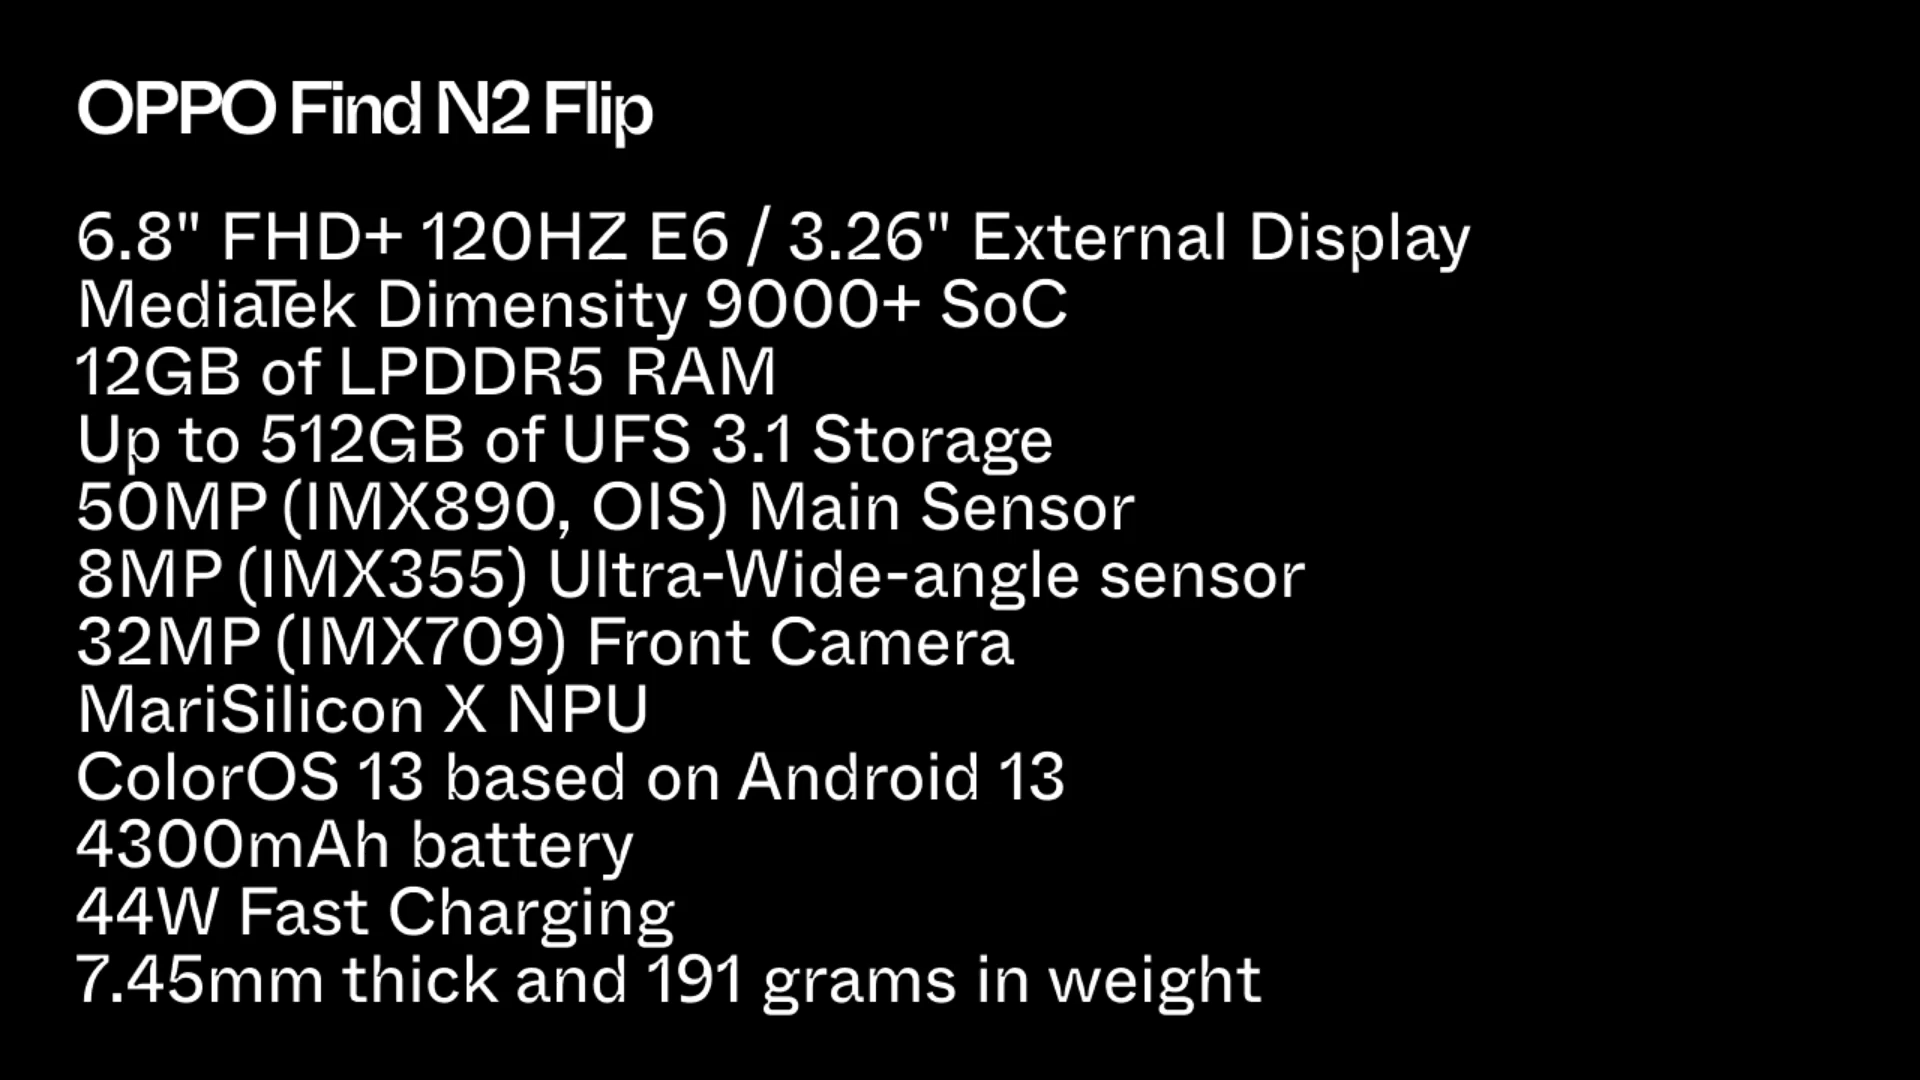 OPPO Find N2 Flip
6.8" FHD+ 120HZ E6 / 3.26" External Display
MediaTek Dimensity 9000+ SoC
12GB of LPDDR5 RAM
Up to 512GB of UFS 3.1 Storage
50MP (IMX890, OIS) Main Sensor
8MP (IMX355) Ultra-Wide-angle sensor
32MP (IMX709) Front Camera
MariSilicon X NPU
ColorOS 13 based on Android 13
4300mAh battery
44W Fast Charging
7.45mm thick and 191 grams in weight